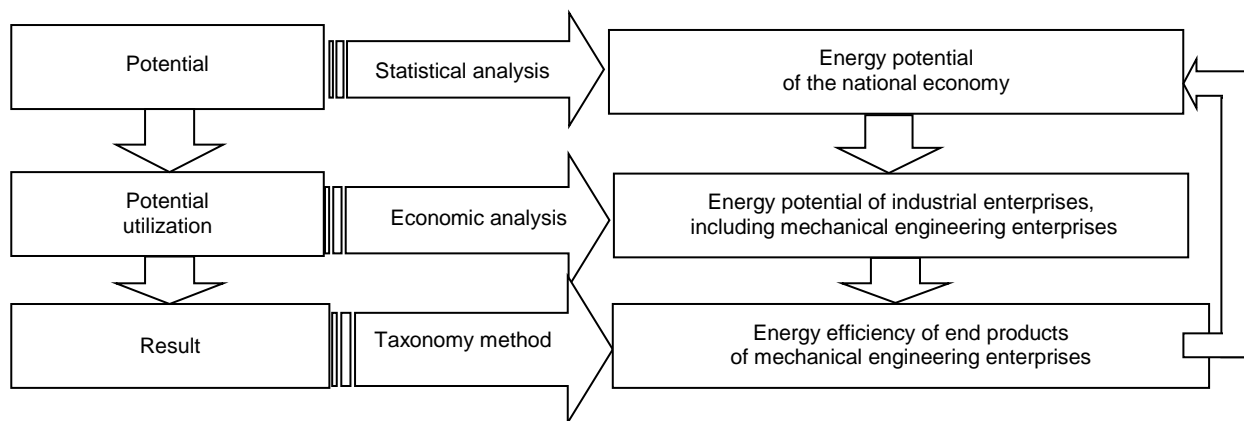 Potential
Statistical analysis
Energy potential
of the national economy
Potential
utilization
Economic analysis
Energy potential of industrial enterprises,
including mechanical engineering enterprises
Result
Taxonomy method
Energy efficiency of end products
of mechanical engineering enterprises